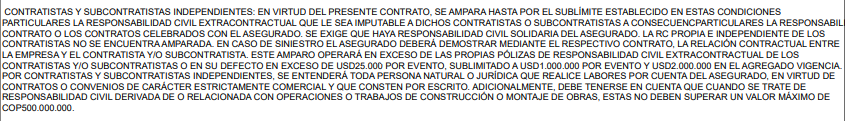 CONTRATISTAS Y SUBCONTRATISTAS INDEPENDIENTES: EN VIRTUD DEL PRESENTE CONTRATO, SE AMPARA HASTA POR EL SUBLÍMITE ESTABLECIDO EN ESTAS CONDICIONES
PARTICULARES LA RESPONSABILIDAD CIVIL EXTRACONTRACTUAL QUE LE SEA IMPUTABLE A DICHOS CONTRATISTAS O SUBCONTRATISTAS A CONSECUENCPARTICULARES LA RESPONSABILI
CONTRATO O LOS CONTRATOS CELEBRADOS CON EL ASEGURADO. SE EXIGE QUE HAYA RESPONSABILIDAD CIVIL SOLIDARIA DEL ASEGURADO. LA RC PROPIA E INDEPENDIENTE DE LOS
CONTRATISTAS NO SE ENCUENTRA AMPARADA. EN CASO DE SINIESTRO EL ASEGURADO DEBERÁ DEMOSTRAR MEDIANTE EL RESPECTIVO CONTRATO, LA RELACIÓN CONTRACTUAL ENTRE
LA EMPRESA Y EL CONTRATISTA Y/O SUBCONTRATISTA. ESTE AMPARO OPERARÁ EN EXCESO DE LAS PROPIAS PÓLIZAS DE RESPONSABILIDAD CIVIL EXTRACONTRACTUAL DE LOS
CONTRATISTAS Y/O SUBCONTRATISTAS O EN SU DEFECTO EN EXCESO DE USD25.000 POR EVENTO, SUBLIMITADO A USD1.000.000 POR EVENTO Y USD2.000.000 EN EL AGREGADO VIGENCIA.
POR CONTRATISTAS Y SUBCONTRATISTAS INDEPENDIENTES, SE ENTENDERÁ TODA PERSONA NATURAL O JURÍDICA QUE REALICE LABORES POR CUENTA DEL ASEGURADO, EN VIRTUD DE
CONTRATOS O CONVENIOS DE CARÁCTER ESTRICTAMENTE COMERCIAL Y QUE CONSTEN POR ESCRITO. ADICIONALMENTE, DEBE TENERSE EN CUENTA QUE CUANDO SE TRATE DE
RESPONSABILIDAD CIVIL DERIVADA DE O RELACIONADA CON OPERACIONES O TRABAJOS DE CONSTRUCCIÓN O MONTAJE DE OBRAS, ESTAS NO DEBEN SUPERAR UN VALOR MÁXIMO DE
COP500.000.000.